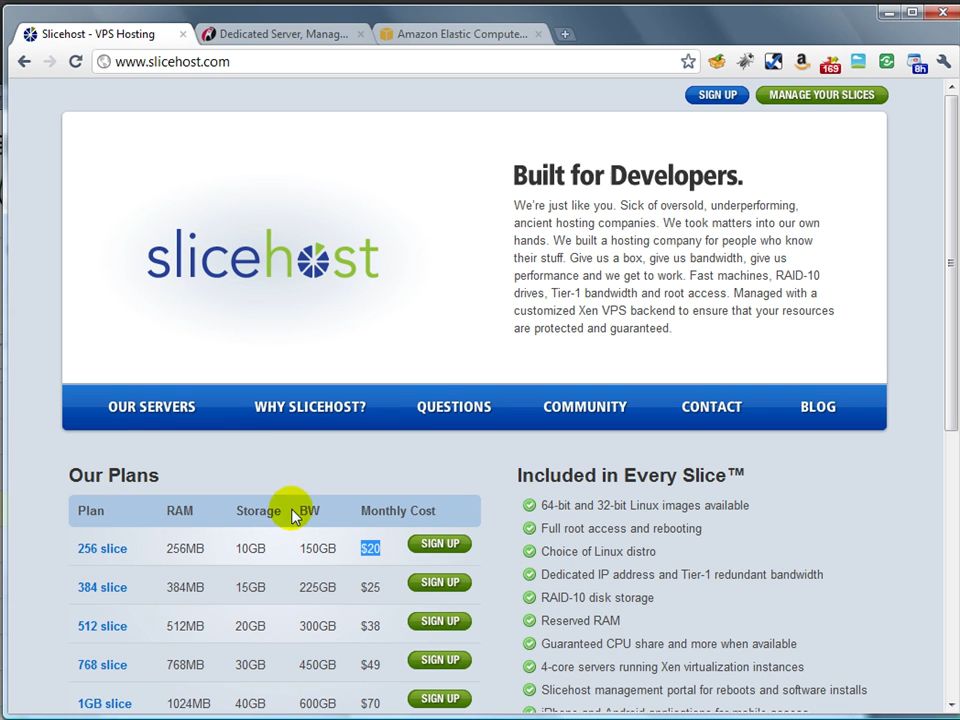 Slicehost - VPS Hosting
Dedicated Server, Manag...
Amazon Elastic Compute...
www.slicehost.com
169
8h
SIGN UP
MANAGE YOUR SLICES
slicehost
Built for Developers.
We're just like you. Sick of oversold, underperforming,
ancient hosting companies. We took matters into our own
hands. We built a hosting company for people who know
their stuff. Give us a box, give us bandwidth, give us
performance and we get to work. Fast machines, RAID-10
drives, Tier-1 bandwidth and root access. Managed with a
customized Xen VPS backend to ensure that your resources
are protected and guaranteed.
OUR SERVERS WHY SLICEHOST? QUESTIONS COMMUNITY CONTACT BLOG
Our Plans
Plan RAM Storage BW Monthly Cost
256 slice 256MB 10GB 150GB $20 SIGN UP
384 slice 384MB 15GB 225GB $25 SIGN UP
512 slice 512MB 20GB 300GB $38 SIGN UP
768 slice 768MB 30GB 450GB $49 SIGN UP
1GB slice 1024MB 40GB 600GB $70 SIGN UP
Included in Every Slice™
64-bit and 32-bit Linux images available
Full root access and rebooting
Choice of Linux distro
Dedicated IP address and Tier-1 redundant bandwidth
RAID-10 disk storage
Reserved RAM
Guaranteed CPU share and more when available
4-core servers running Xen virtualization instances
Slicehost management portal for reboots and software installs
iPhone and Android applications for mobile access